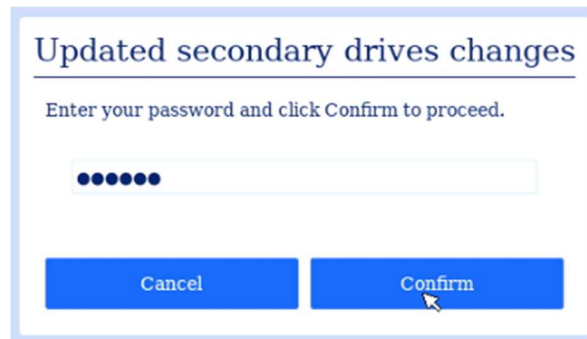 Updated secondary drives changes
Enter your password and click Confirm to proceed.
●●●●●●
Cancel
Confirm